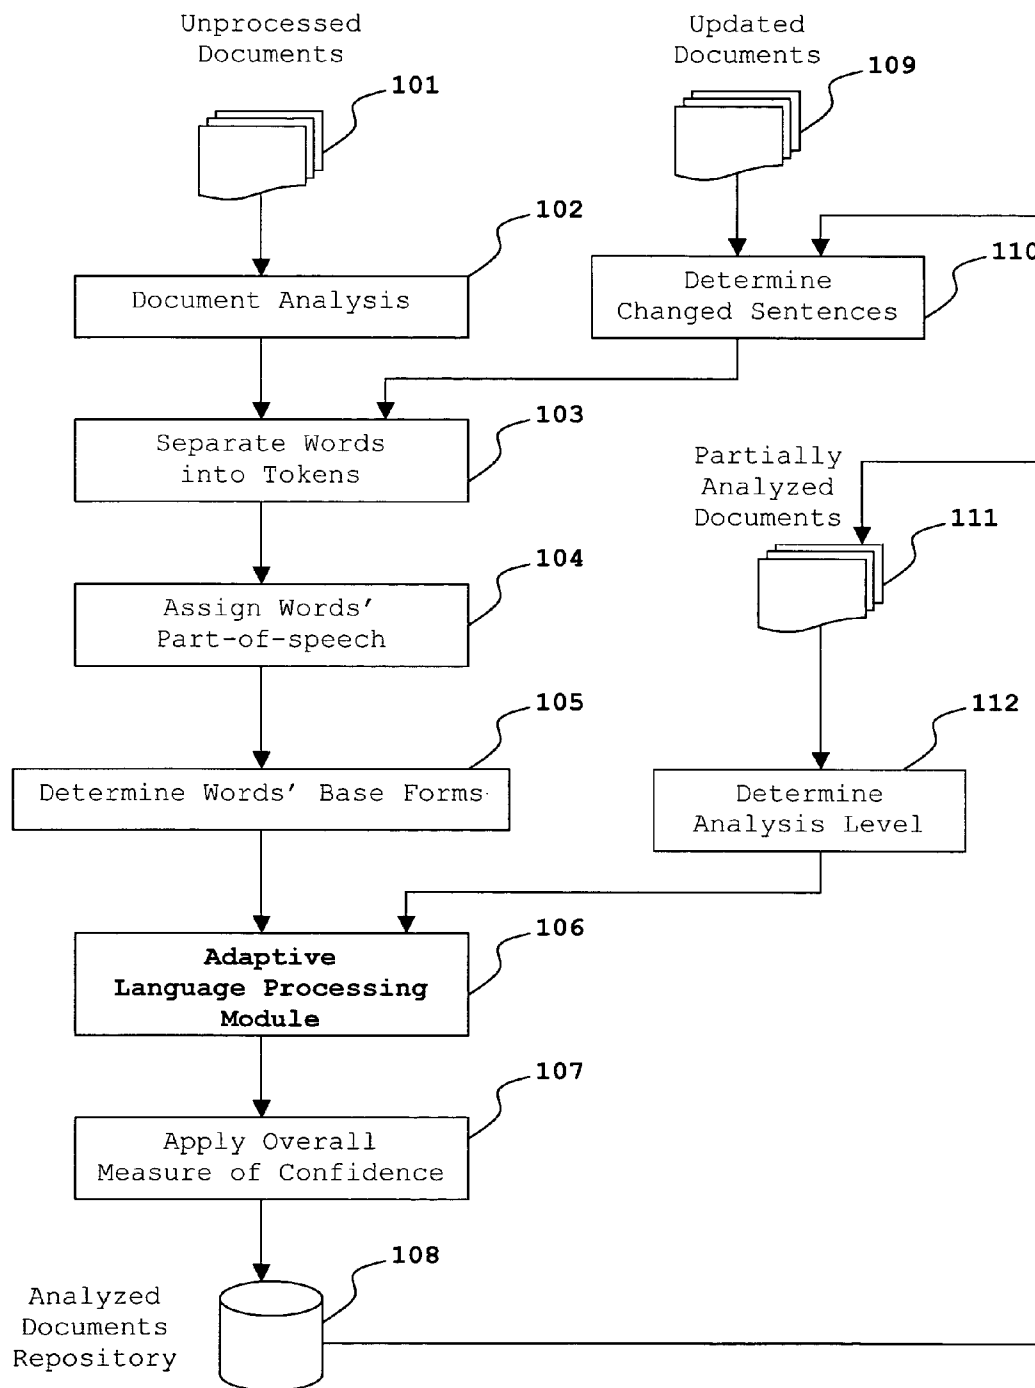 Unprocessed
Documents
101
102
Document Analysis
Updated
Documents
109
110
Determine
Changed Sentences
103
Separate Words
into Tokens
104
Assign Words'
Part-of-speech
Partially
Analyzed
Documents
111
105
Determine Words' Base Forms
112
Determine
Analysis Level
106
Adaptive
Language Processing
Module
107
Apply Overall
Measure of Confidence
108
Analyzed
Documents
Repository